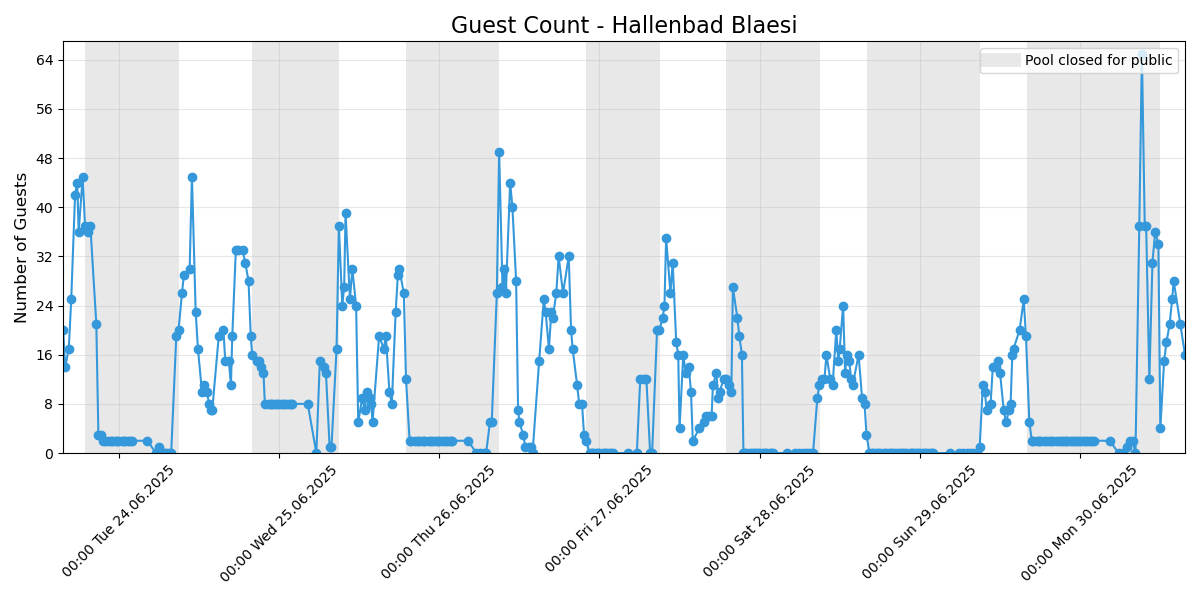 Guest Count - Hallenbad Blaesi
Pool closed for public
Number of Guests
64
56
48
40
32
24
16
8
0
00:00 Tue 24.06.2025
00:00 Wed 25.06.2025
00:00 Thu 26.06.2025
00:00 Fri 27.06.2025
00:00 Sat 28.06.2025
00:00 Sun 29.06.2025
00:00 Mon 30.06.2025